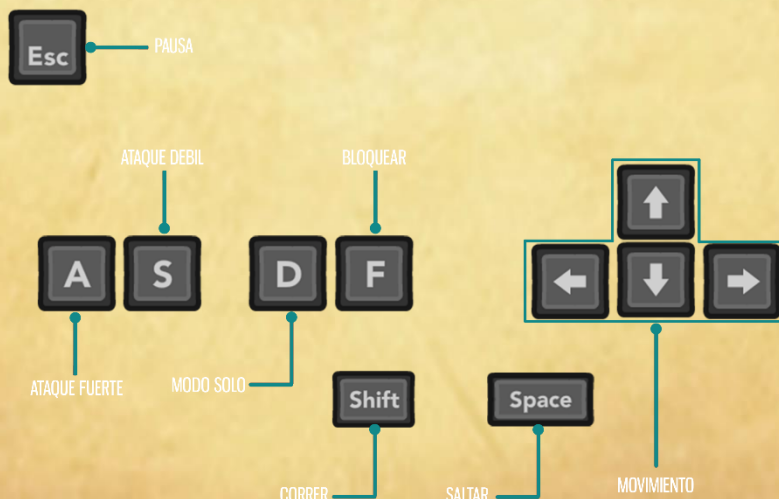 Esc
PAUSA
ATAQUE DEBIL
BLOQUEAR
A
S
D
F
ATAQUE FUERTE
MODO SOLO
Shift
Space
CORRER
SALTAR
MOVIMIENTO